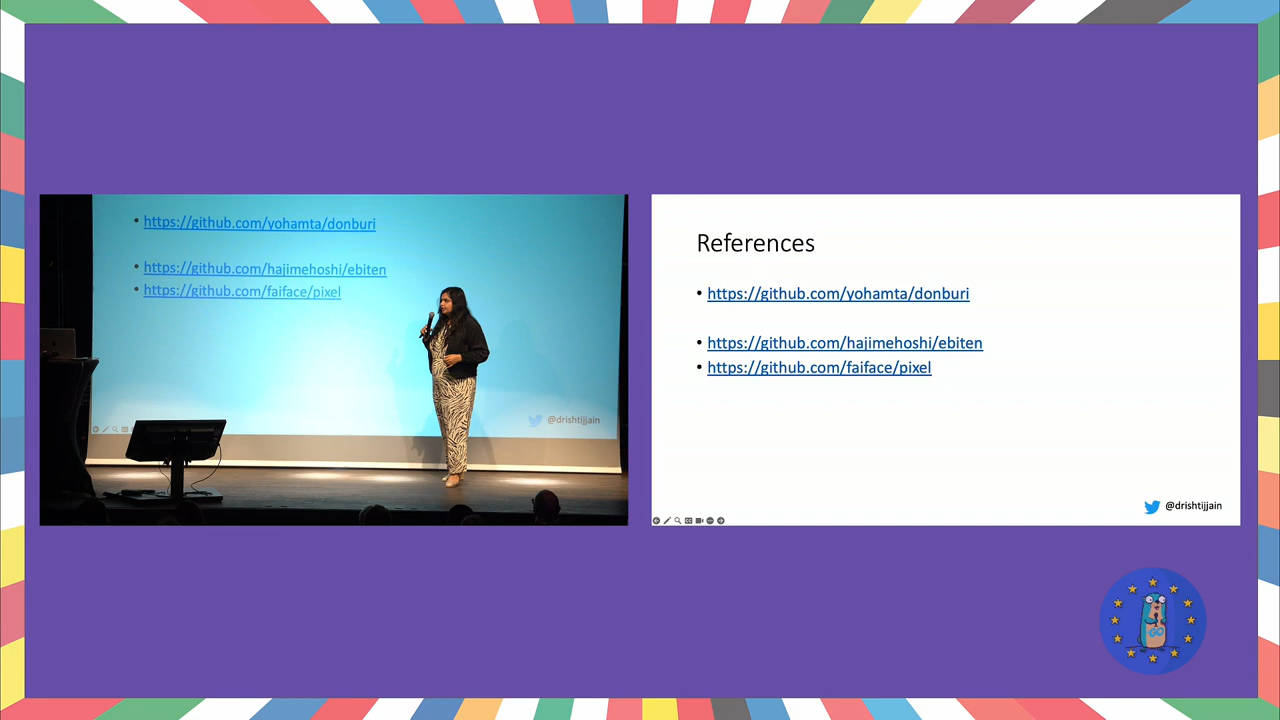 https://github.com/yohamta/donburi
https://github.com/hajimehoshi/ebiten
https://github.com/faiface/pixel
@drishtijjain
References
• https://github.com/yohamta/donburi
• https://github.com/hajimehoshi/ebiten
• https://github.com/faiface/pixel
@drishtijjain
GO